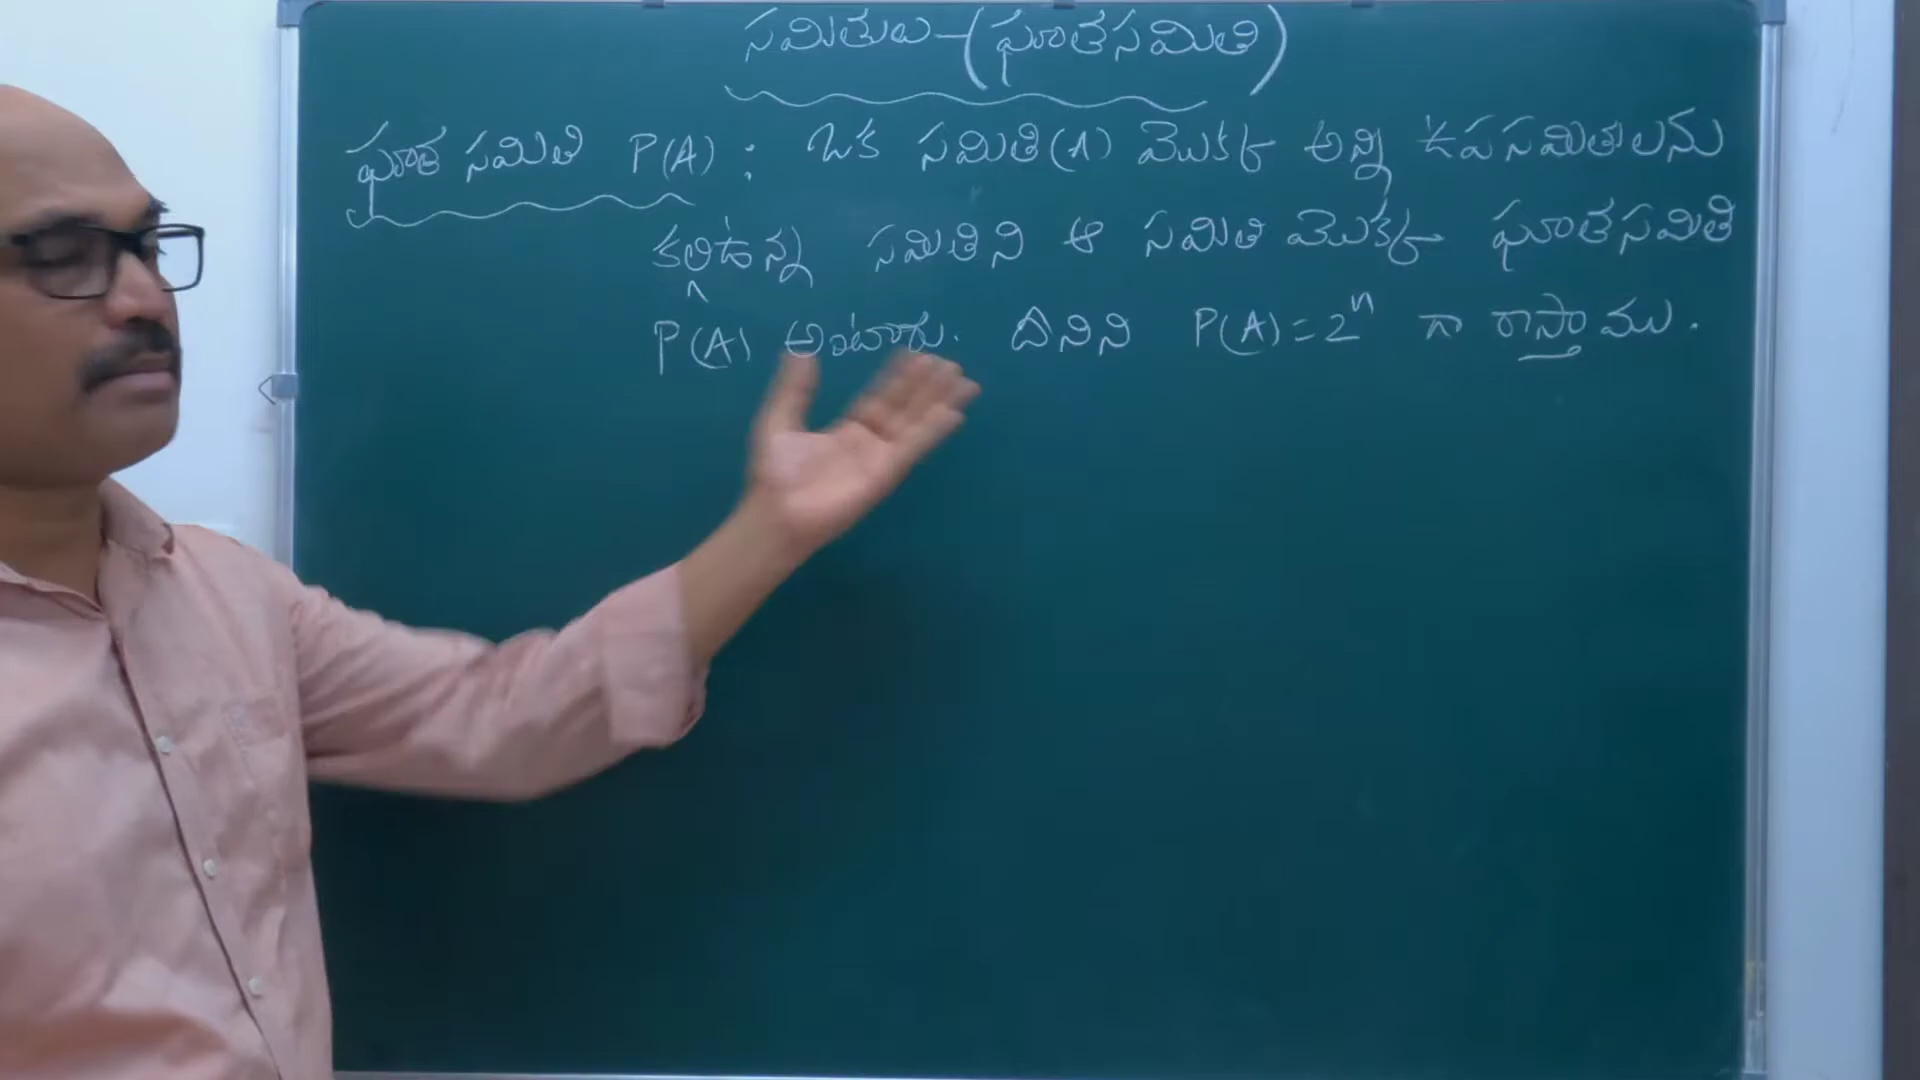 సమితులు-(ఘాతసమితి)
ఘాత సమితి P(A) : ఒక సమితి(A) మొక్క అన్ని ఉపసమితులను
కల్గిఉన్న సమితిని ఆ సమితి మొక్క ఘాతసమితి
P(A) అంటారు. దీనిని P(A)=2ⁿ గా రాస్తాము.